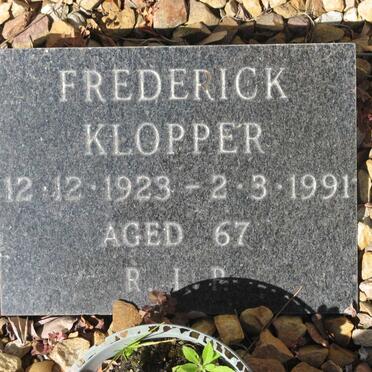 FREDERICK
KLOPPER
12·12·1923 - 2·3·1991
AGED 67
R.I.P.